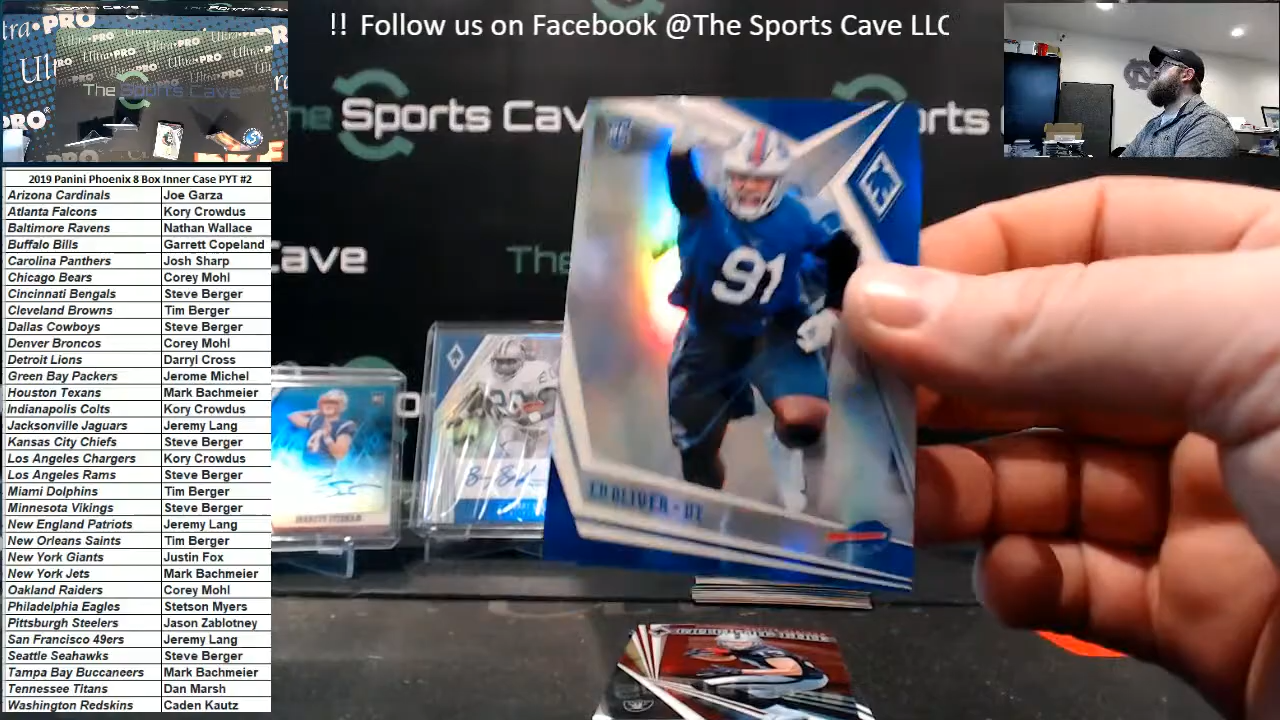 !! Follow us on Facebook @The Sports Cave LLC
2019 Panini Phoenix 8 Box Inner Case PYT #2
Arizona Cardinals Joe Garza
Atlanta Falcons Kory Crowdus
Baltimore Ravens Nathan Wallace
Buffalo Bills Garrett Copeland
Carolina Panthers Josh Sharp
Chicago Bears Corey Mohl
Cincinnati Bengals Steve Berger
Cleveland Browns Tim Berger
Dallas Cowboys Steve Berger
Denver Broncos Corey Mohl
Detroit Lions Darryl Cross
Green Bay Packers Jerome Michel
Houston Texans Mark Bachmeier
Indianapolis Colts Kory Crowdus
Jacksonville Jaguars Jeremy Lang
Kansas City Chiefs Steve Berger
Los Angeles Chargers Kory Crowdus
Los Angeles Rams Steve Berger
Miami Dolphins Tim Berger
Minnesota Vikings Steve Berger
New England Patriots Jeremy Lang
New Orleans Saints Tim Berger
New York Giants Justin Fox
New York Jets Mark Bachmeier
Oakland Raiders Corey Mohl
Philadelphia Eagles Stetson Myers
Pittsburgh Steelers Jason Zablotney
San Francisco 49ers Jeremy Lang
Seattle Seahawks Steve Berger
Tampa Bay Buccaneers Mark Bachmeier
Tennessee Titans Dan Marsh
Washington Redskins Caden Kautz
The Sports Cave
Ultra·PRO
Sports Cave
orts
Cave
The
RC
91
ED OLIVER - DT